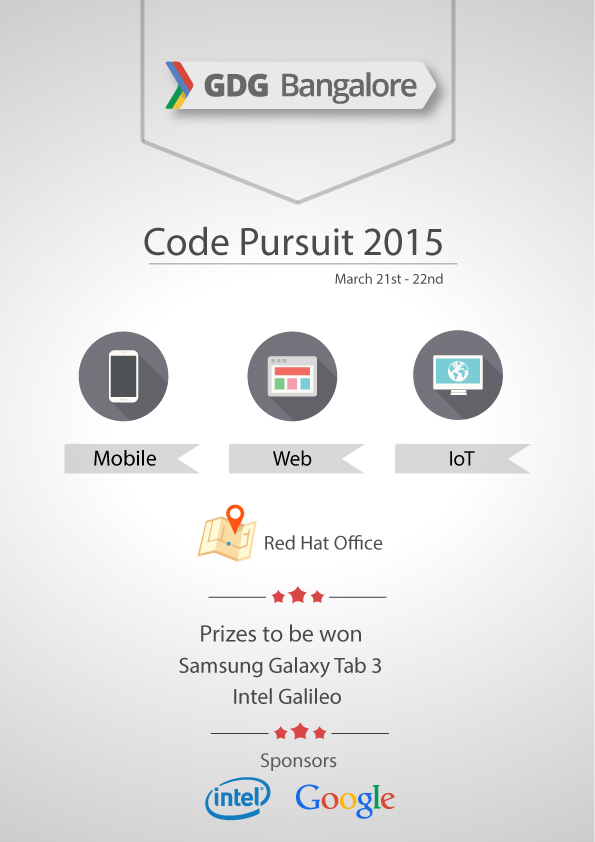 GDG Bangalore
Code Pursuit 2015
March 21st - 22nd
Mobile
Web
IoT
Red Hat Office
Prizes to be won
Samsung Galaxy Tab 3
Intel Galileo
Sponsors
intel
Google